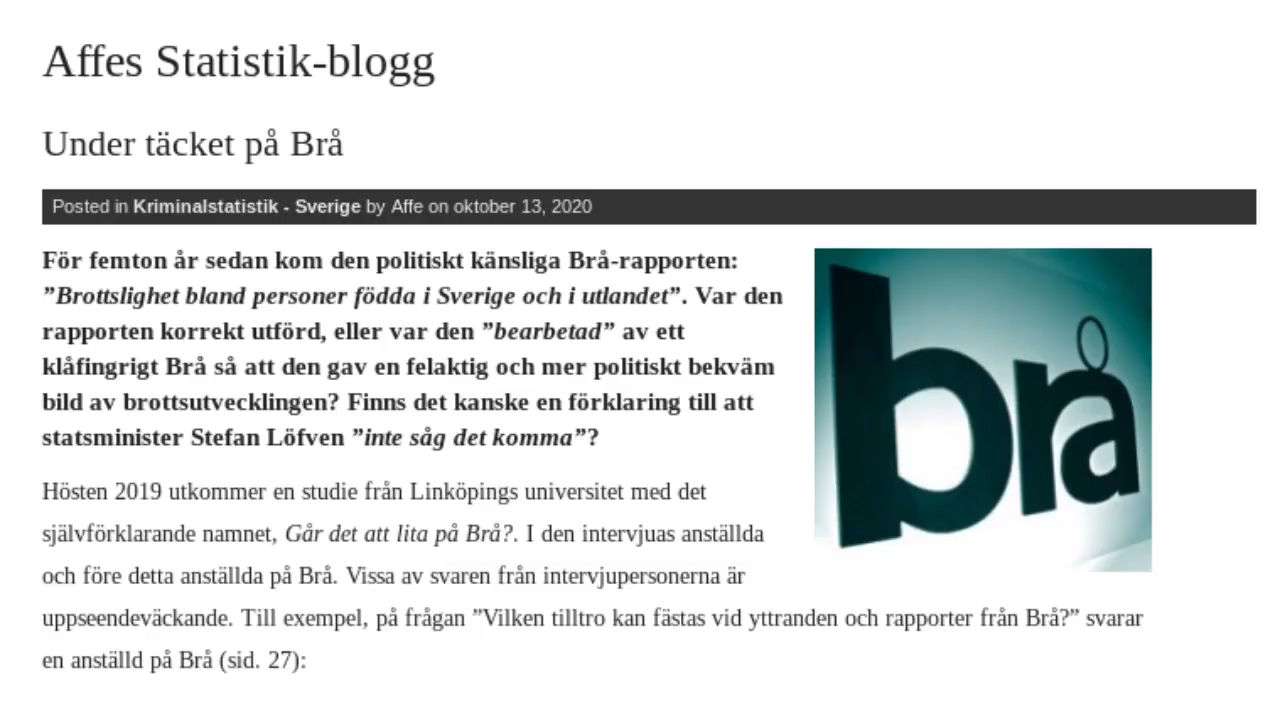 Affes Statistik-blogg
Under täcket på Brå
Posted in Kriminalstatistik - Sverige by Affe on oktober 13, 2020
För femton år sedan kom den politiskt känsliga Brå-rapporten:
”Brottslighet bland personer födda i Sverige och i utlandet”. Var den
rapporten korrekt utförd, eller var den ”bearbetad” av ett
klåfingrigt Brå så att den gav en felaktig och mer politiskt bekväm
bild av brottsutvecklingen? Finns det kanske en förklaring till att
statsminister Stefan Löfven ”inte såg det komma”?
brå
Hösten 2019 utkommer en studie från Linköpings universitet med det
självförklarande namnet, Går det att lita på Brå?. I den intervjuas anställda
och före detta anställda på Brå. Vissa av svaren från intervjupersonerna är
uppseendeväckande. Till exempel, på frågan ”Vilken tilltro kan fästas vid yttranden och rapporter från Brå?” svarar
en anställd på Brå (sid. 27):